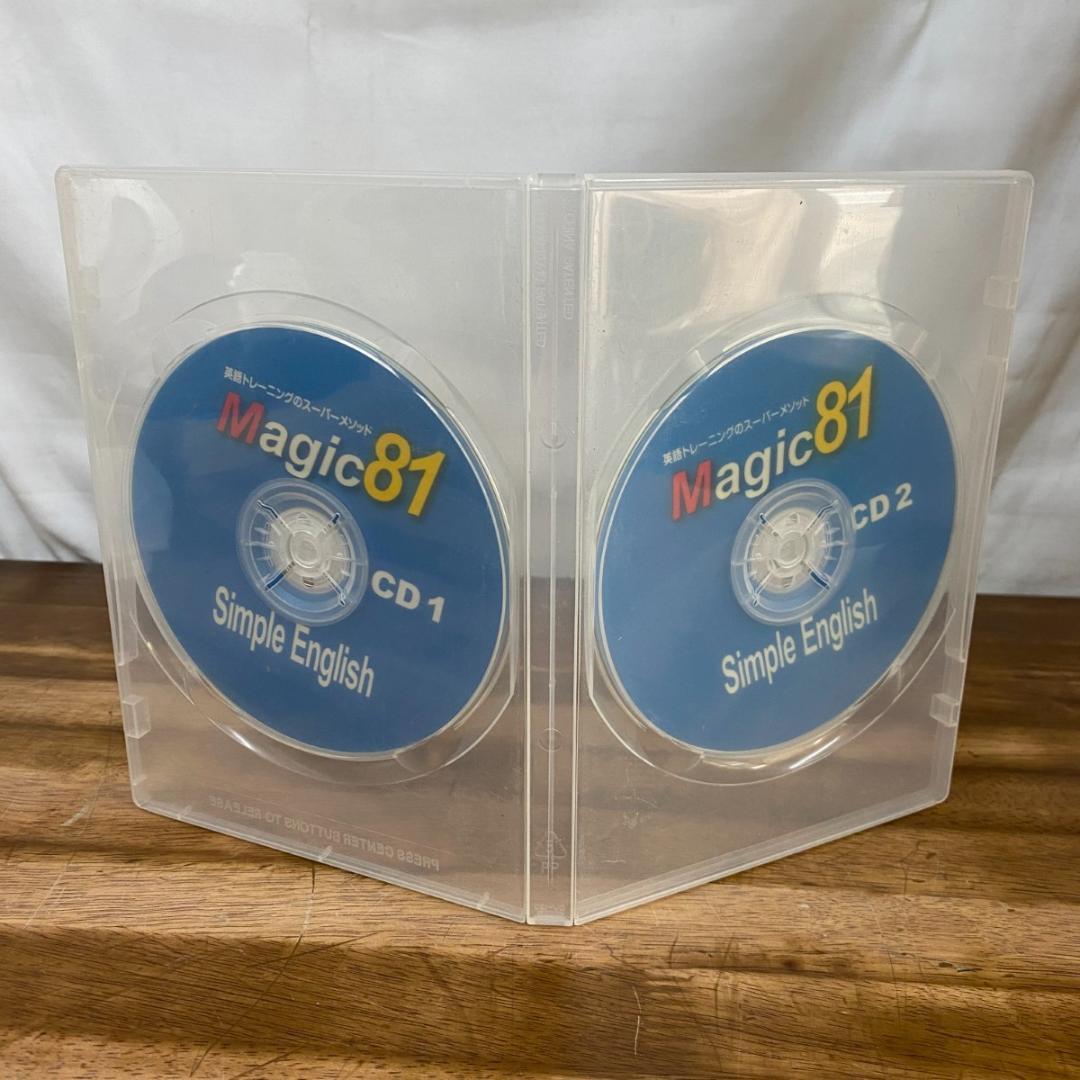 英語トレーニングのスーパーメソッド
Magic81
CD 1
Simple English
英語トレーニングのスーパーメソッド
Magic81
CD 2
Simple English
PRESS CENTER BUTTONS TO RELEASE